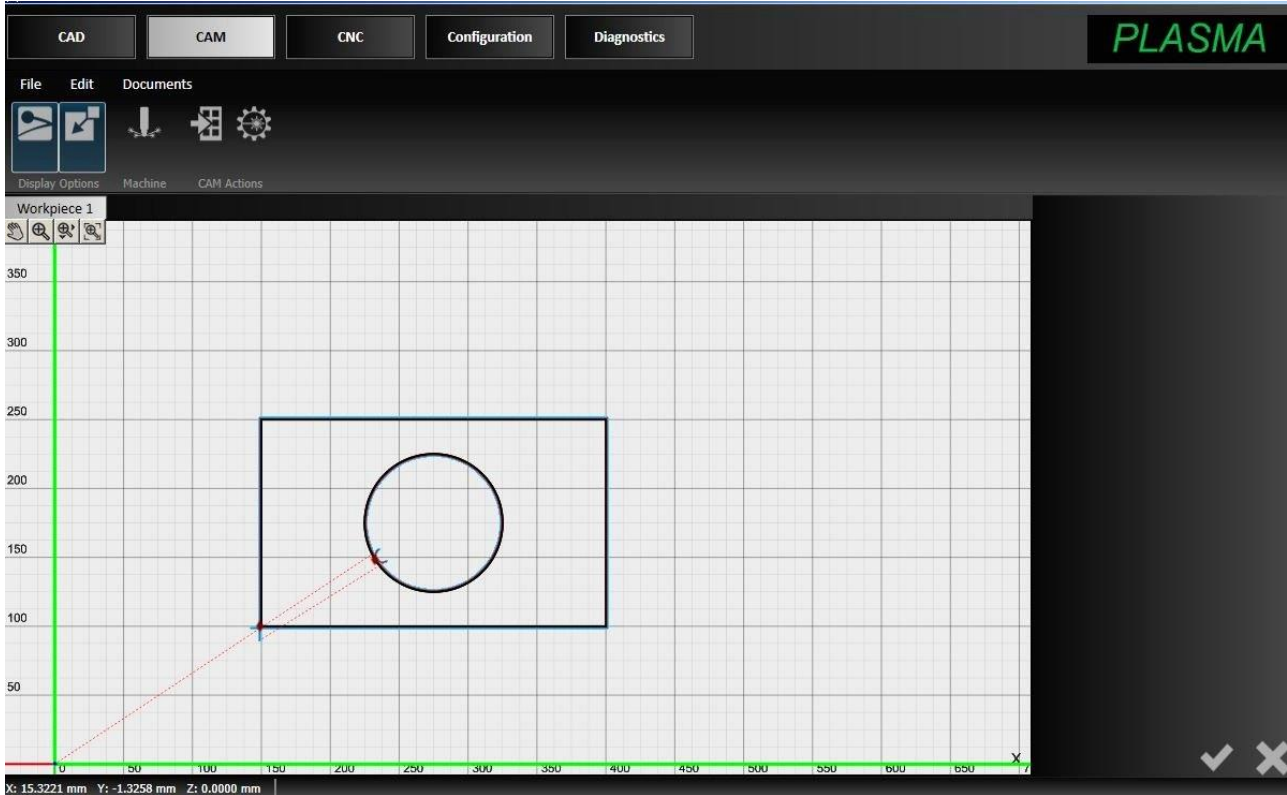 CAD CAM CNC Configuration Diagnostics PLASMA
File Edit Documents
Display Options Machine CAM Actions
Workpiece 1
350
300
250
200
150
100
50
X
0 50 100 150 200 250 300 350 400 450 500 550 600 650 7
X: 15.3221 mm Y: -1.3258 mm Z: 0.0000 mm